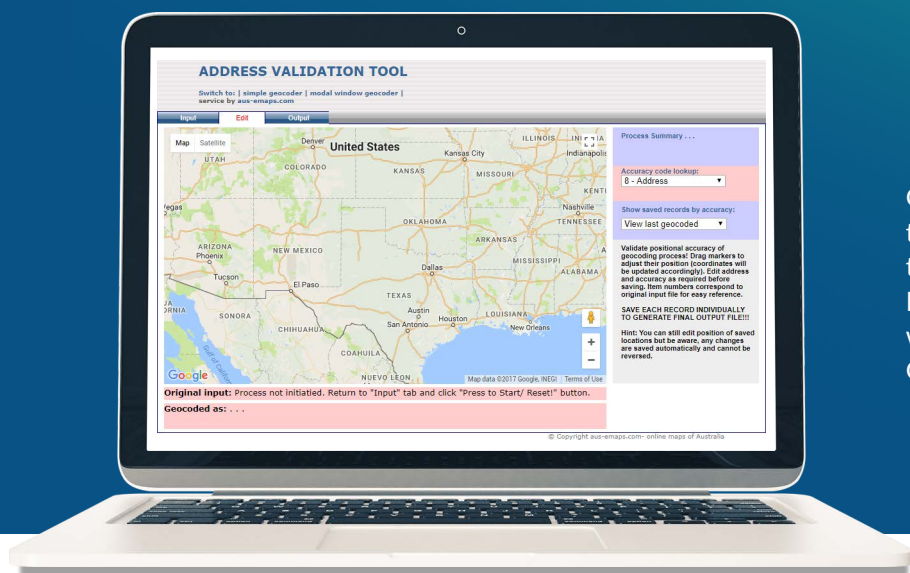 ADDRESS VALIDATION TOOL
Switch to: | simple geocoder | modal window geocoder |
service by aus-emaps.com
Input Edit Output
Map Satellite
Denver
United States
Kansas City
ILLINOIS
Indianapolis
UTAH
COLORADO
KANSAS
MISSOURI
Nashville
TENNESSEE
OKLAHOMA
ARKANSAS
ARIZONA
Phoenix
NEW MEXICO
MISSISSIPPI
ALABAMA
Dallas
Tucson
El Paso
TEXAS
SONORA
Austin
Houston
LOUISIANA
San Antonio
New Orleans
CHIHUAHUA
COAHUILA
Gulf of California
NUEVO LEON
Google
Map data ©2017 Google, INEGI Terms of Use
Process Summary . . .
Accuracy code lookup:
8 - Address
Show saved records by accuracy:
View last geocoded
Validate positional accuracy of
geocoding process! Drag markers to
adjust their position (coordinates will
be updated accordingly). Edit address
and accuracy as required before
saving. Item numbers correspond to
original input file for easy reference.
SAVE EACH RECORD INDIVIDUALLY
TO GENERATE FINAL OUTPUT FILE!!!
Hint: You can still edit position of saved
locations but be aware, any changes
are saved automatically and cannot be
reversed.
Original input: Process not initiatied. Return to "Input" tab and click "Press to Start/ Reset!" button.
Geocoded as: . . .
© Copyright aus-emaps.com- online maps of Australia